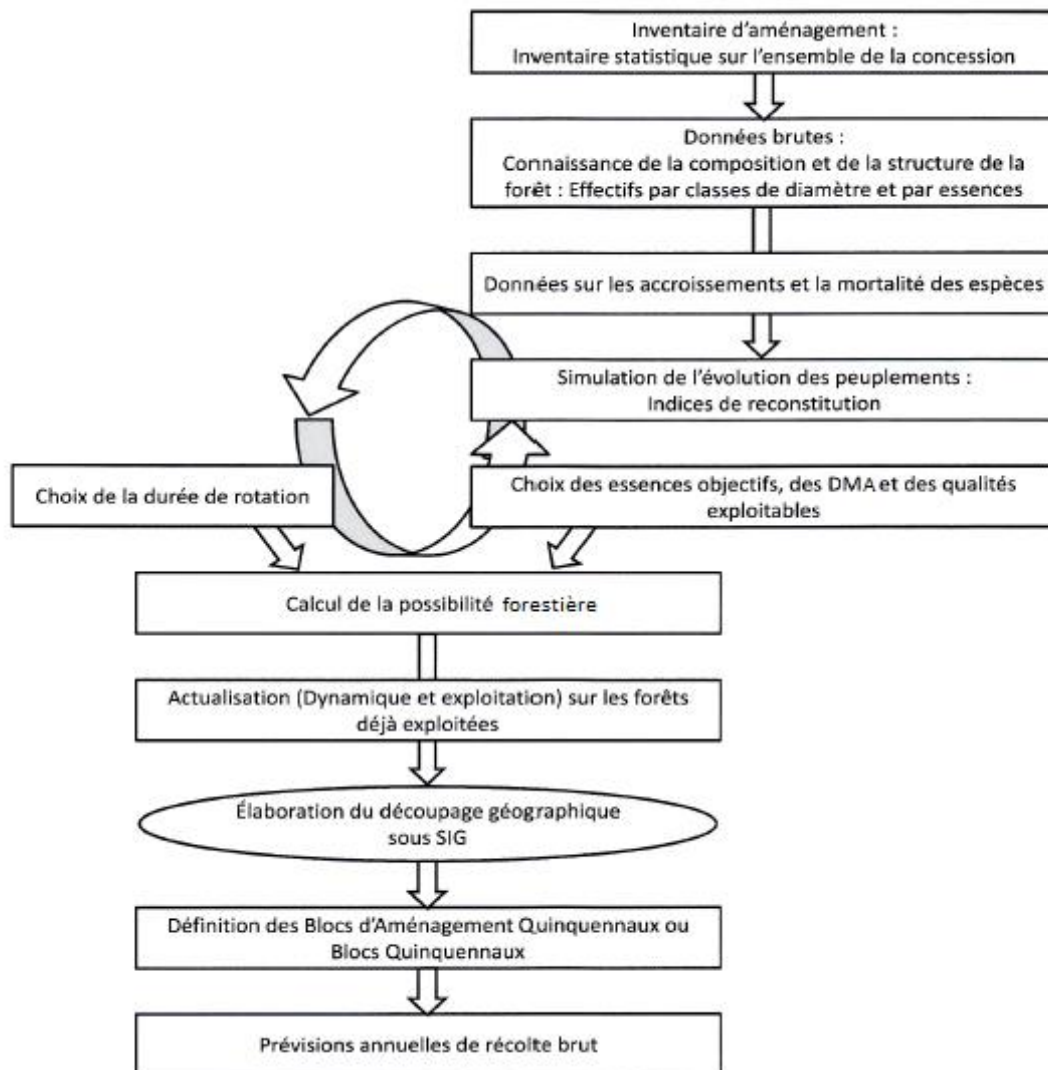 Inventaire d'aménagement :
Inventaire statistique sur l'ensemble de la concession
Données brutes :
Connaissance de la composition et de la structure de la
forêt : Effectifs par classes de diamètre et par essences
Données sur les accroissements et la mortalité des espèces
Simulation de l'évolution des peuplements :
Indices de reconstitution
Choix de la durée de rotation
Choix des essences objectifs, des DMA et des qualités
exploitables
Calcul de la possibilité forestière
Actualisation (Dynamique et exploitation) sur les forêts
déjà exploitées
Élaboration du découpage géographique
sous SIG
Définition des Blocs d'Aménagement Quinquennaux ou
Blocs Quinquennaux
Prévisions annuelles de récolte brut